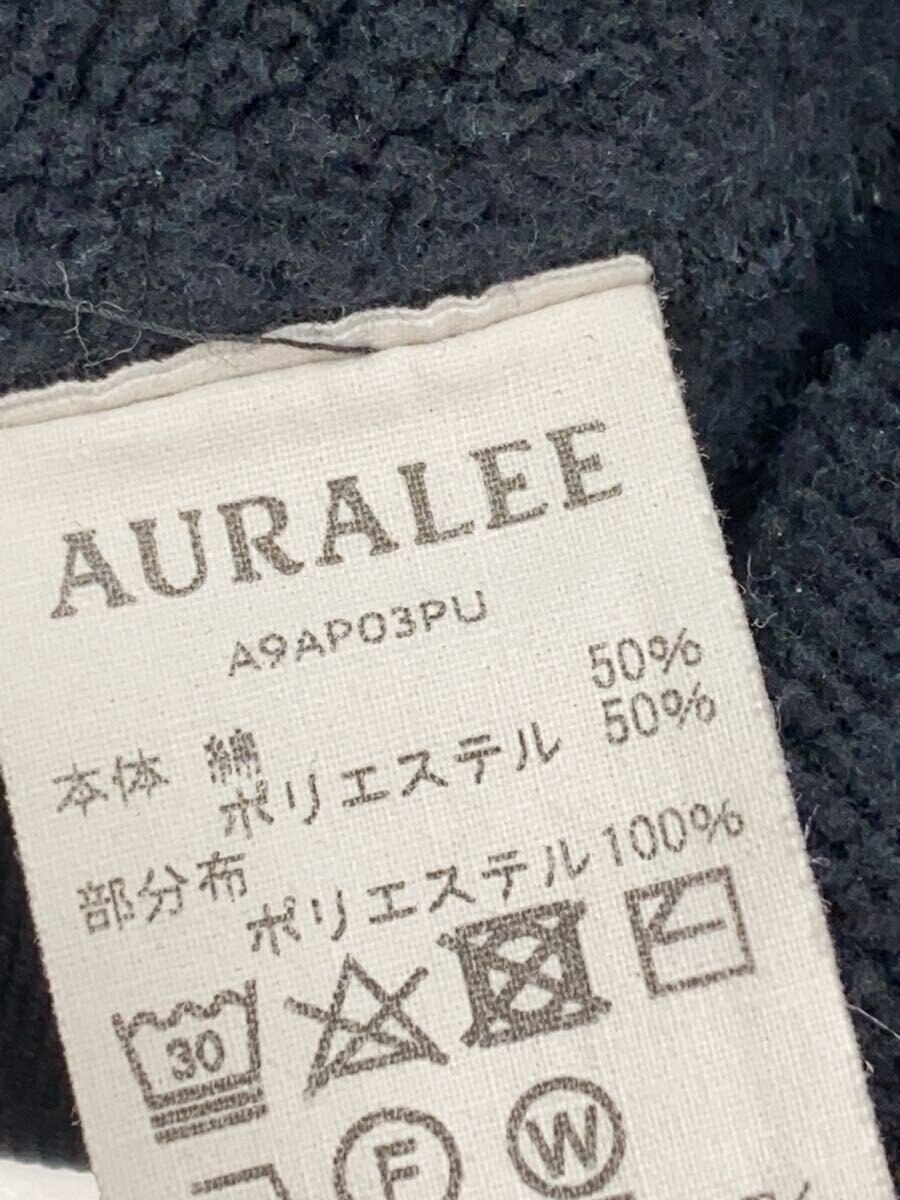 AURALEE
A9AP03PU
本体 綿 50%
ポリエステル 50%
部分布
ポリエステル 100%
30
F W